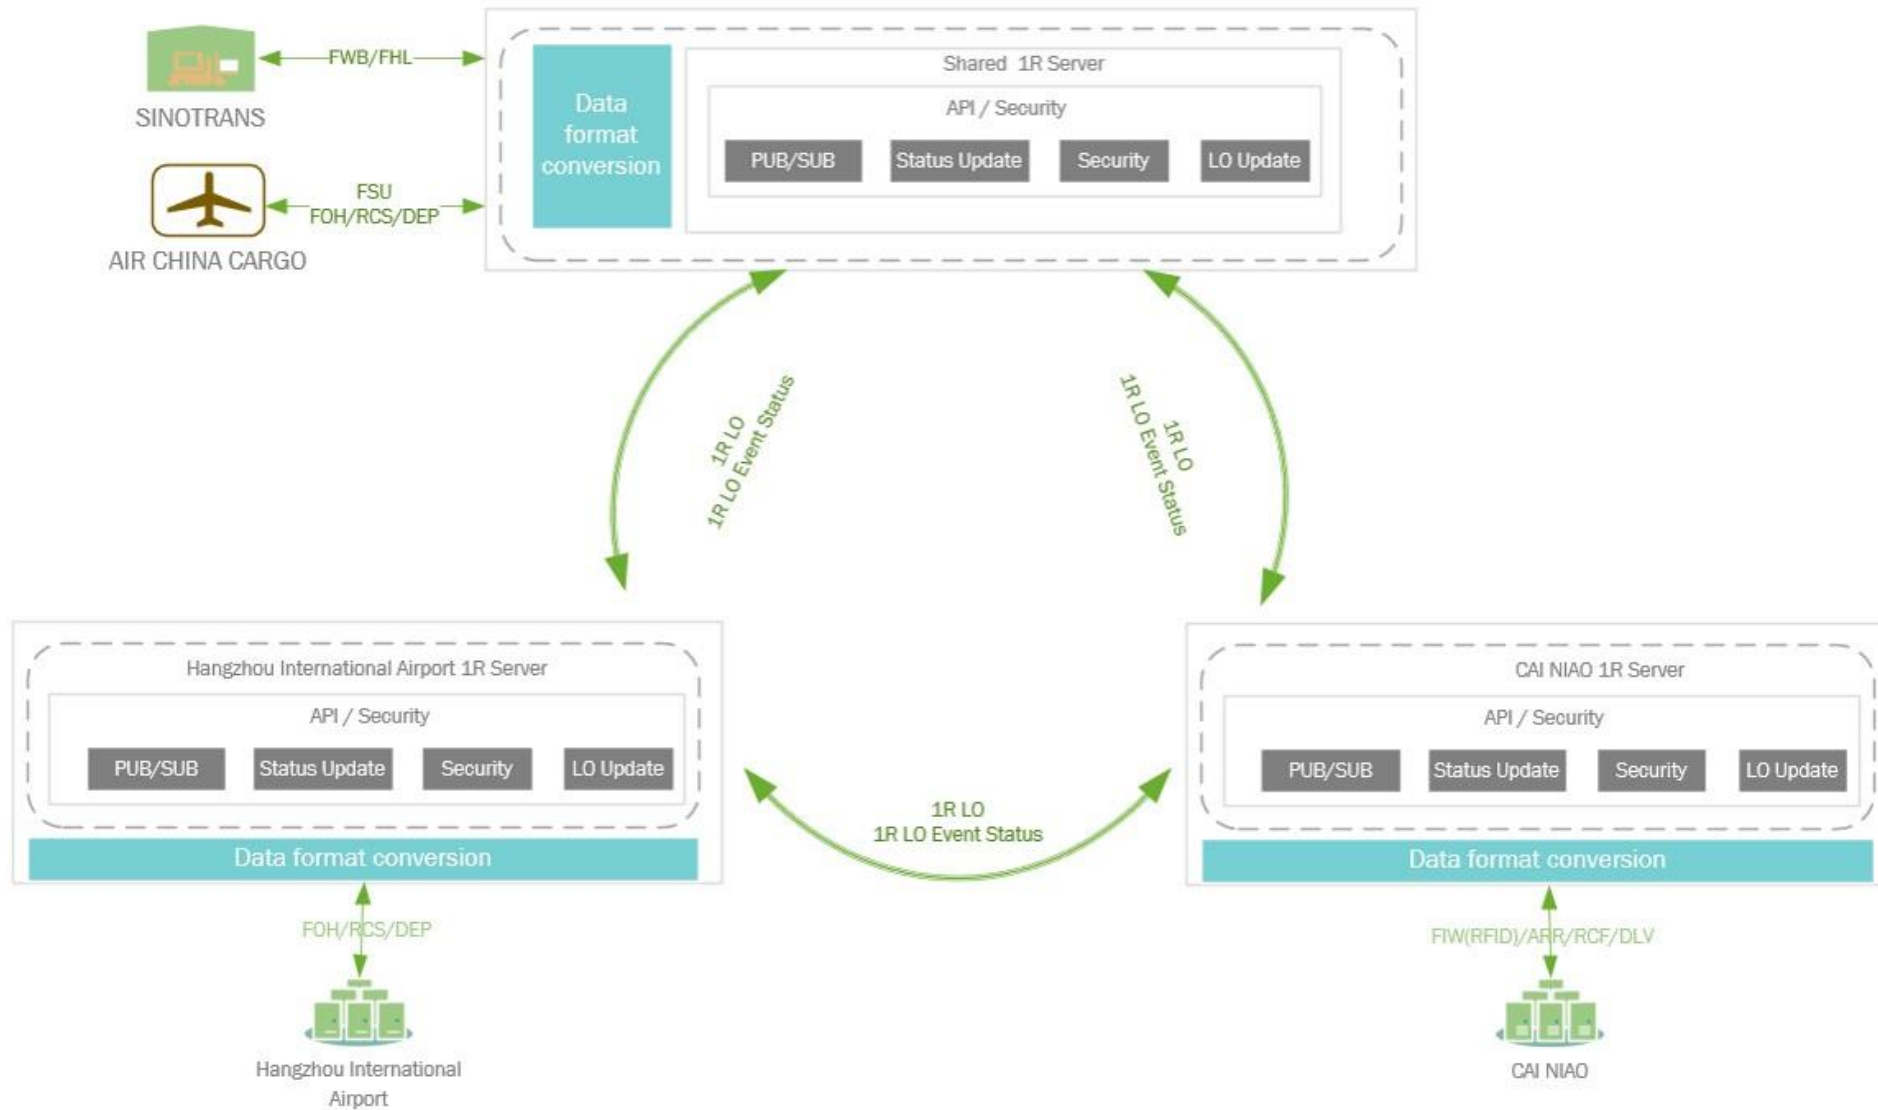 FWB/FHL
SINOTRANS
FSU
FOH/RCS/DEP
AIR CHINA CARGO
Data
format
conversion
Shared 1R Server
API / Security
PUB/SUB
Status Update
Security
LO Update
1R LO
1R LO Event Status
1R LO
1R LO Event Status
Hangzhou International Airport 1R Server
API / Security
PUB/SUB
Status Update
Security
LO Update
Data format conversion
FOH/RCS/DEP
Hangzhou International
Airport
1R LO
1R LO Event Status
CAI NIAO 1R Server
API / Security
PUB/SUB
Status Update
Security
LO Update
Data format conversion
FIW(RFID)/ARR/RCF/DLV
CAI NIAO